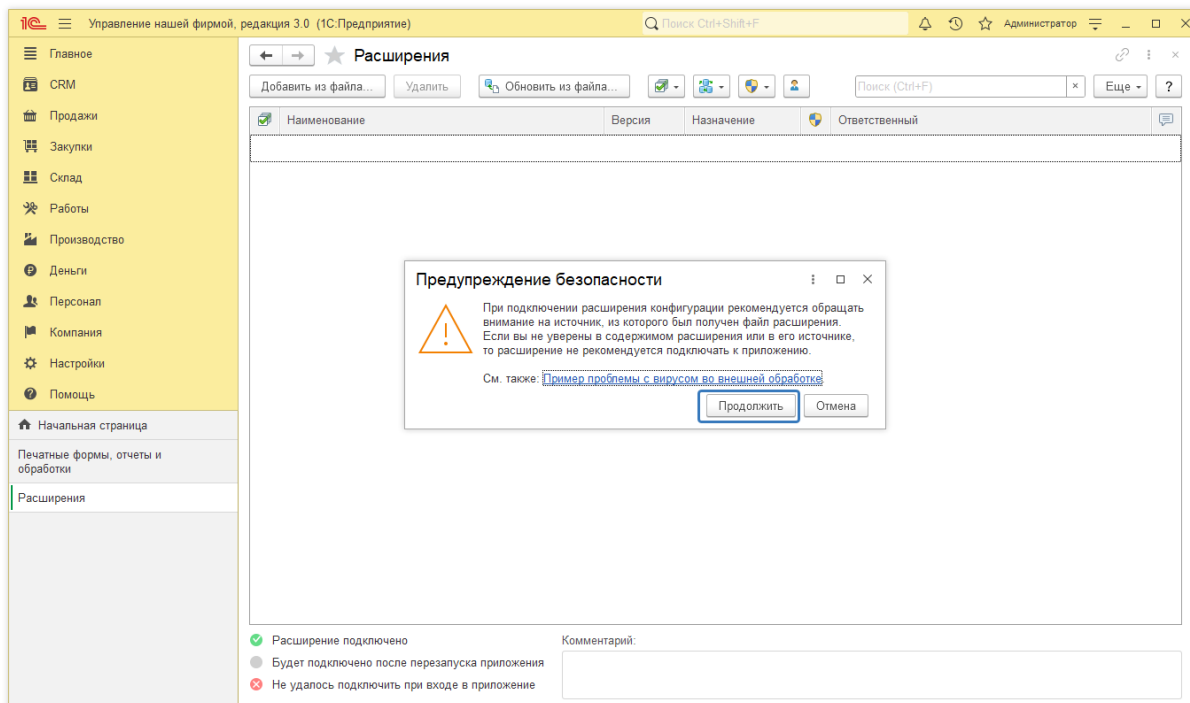 1С Управление нашей фирмой, редакция 3.0 (1С:Предприятие) Поиск Ctrl+Shift+F Администратор
Главное
CRM
Продажи
Закупки
Склад
Работы
Производство
Деньги
Персонал
Компания
Настройки
Помощь
Начальная страница
Печатные формы, отчеты и
обработки
Расширения
Расширения
Добавить из файла... Удалить Обновить из файла... Поиск (Ctrl+F) × Еще ?
Наименование Версия Назначение Ответственный
Предупреждение безопасности
При подключении расширения конфигурации рекомендуется обращать
внимание на источник, из которого был получен файл расширения.
Если вы не уверены в содержимом расширения или в его источнике,
то расширение не рекомендуется подключать к приложению.
См. также: Пример проблемы с вирусом во внешней обработке
Продолжить Отмена
Расширение подключено
Будет подключено после перезапуска приложения
Не удалось подключить при входе в приложение
Комментарий: